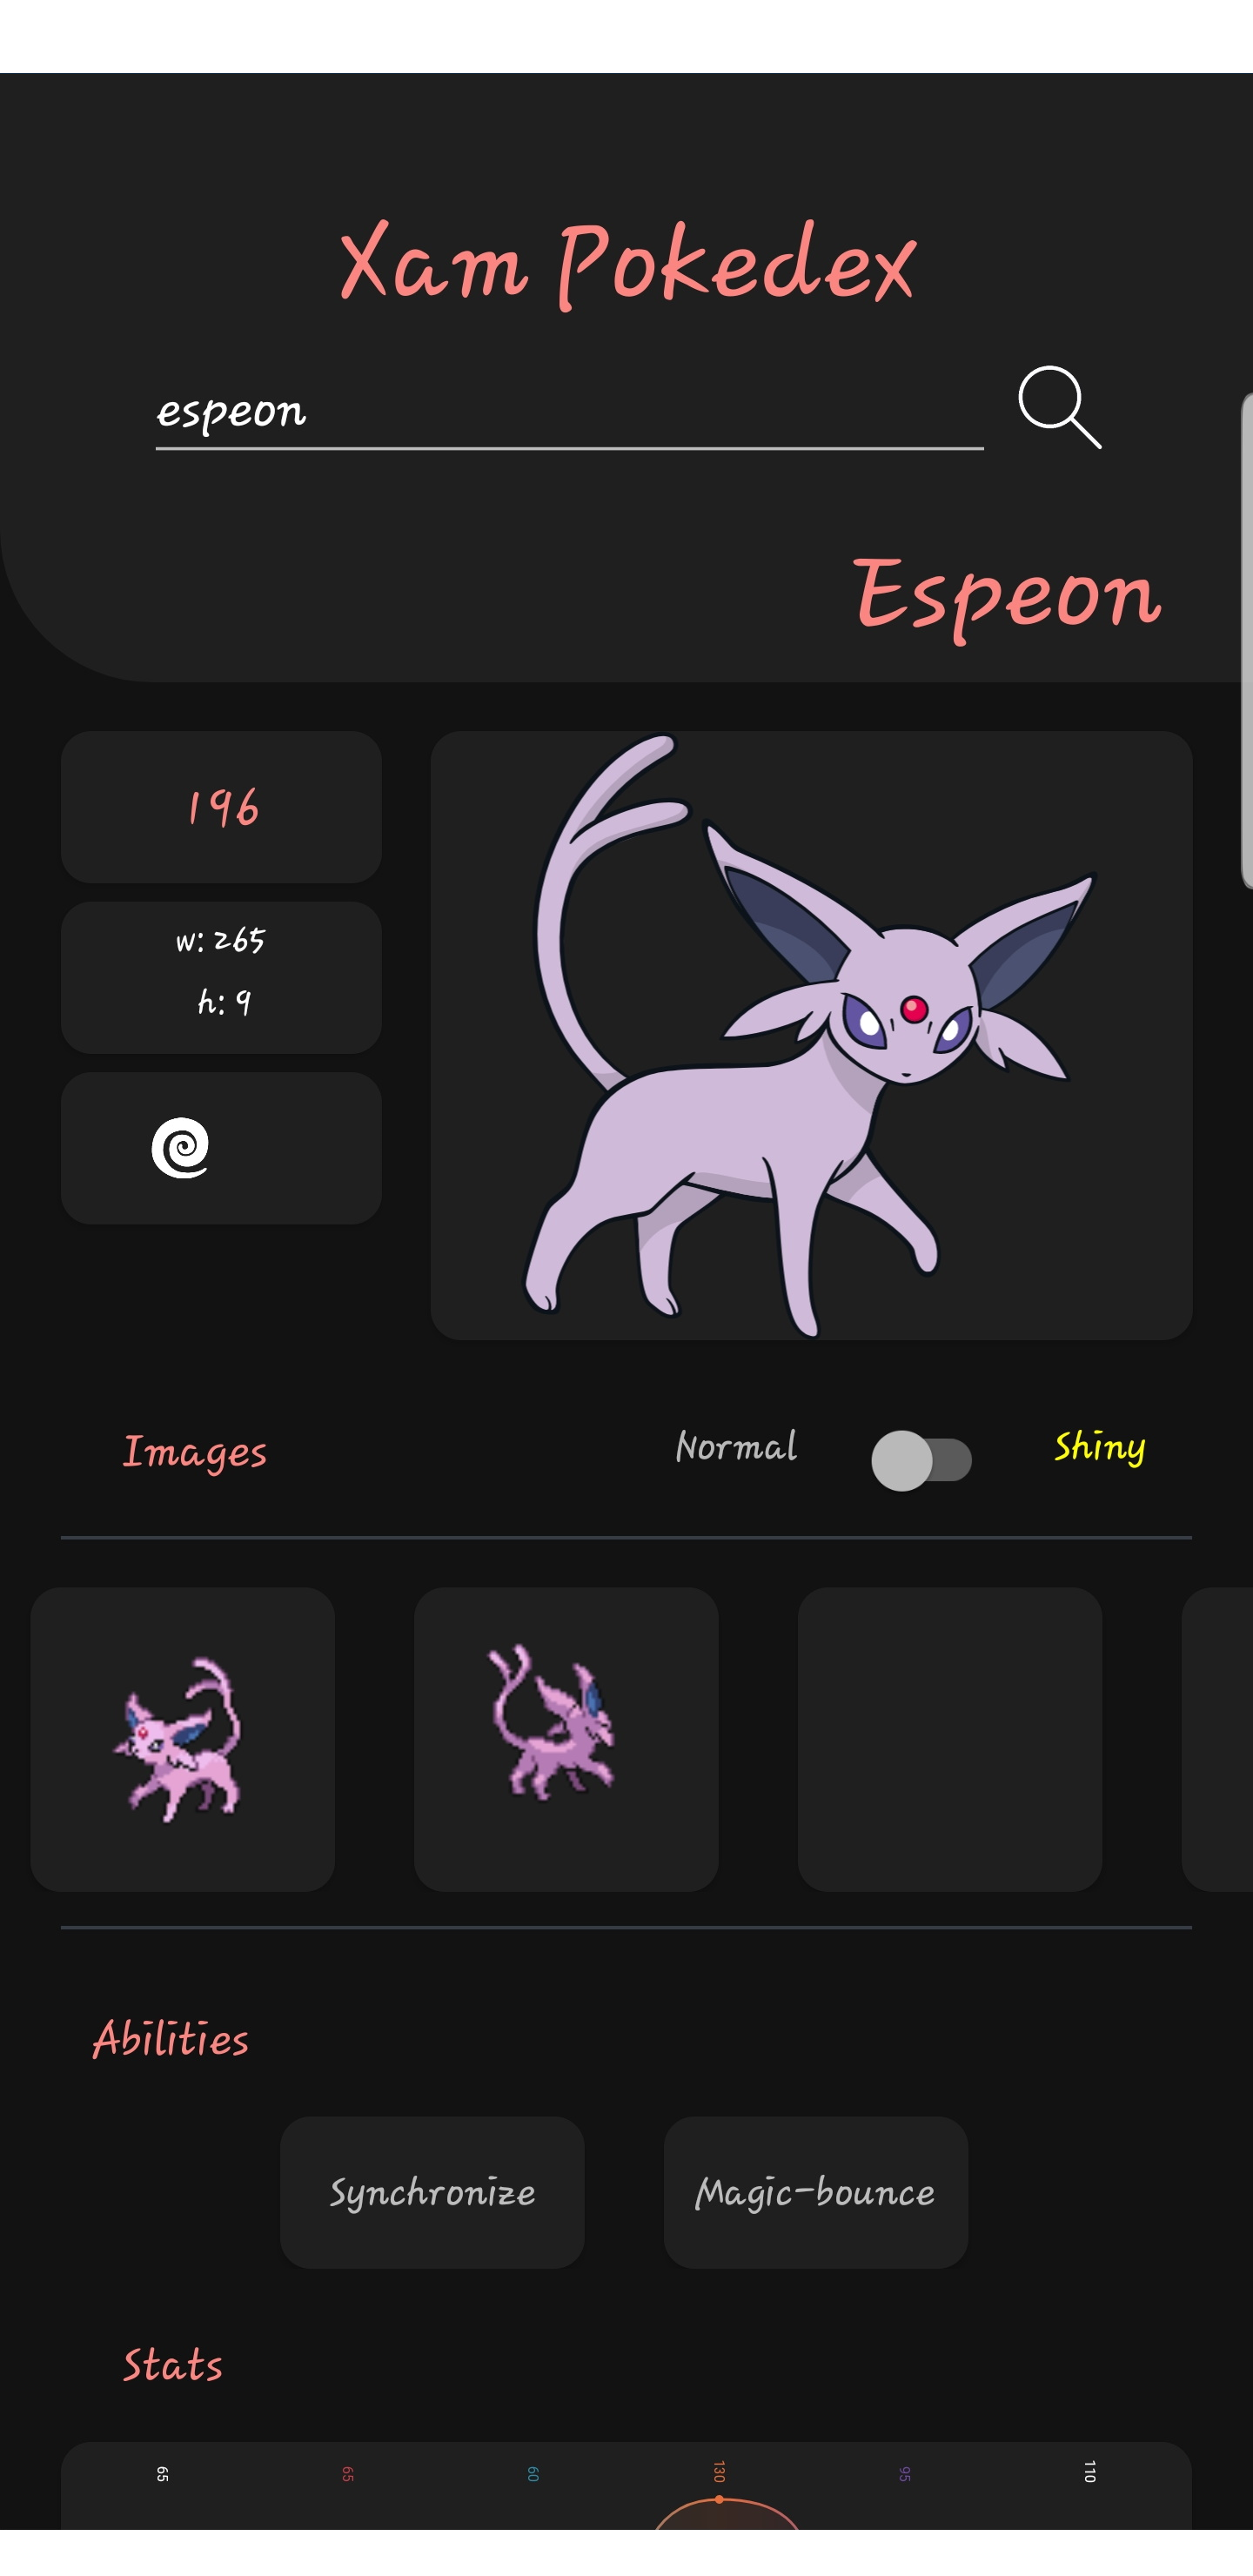 Xam Pokedex
espeon
Espeon
196
w: 265
h: 9
Images
Normal
Shiny
Abilities
Synchronize
Magic-bounce
Stats
65
65
60
130
95
110